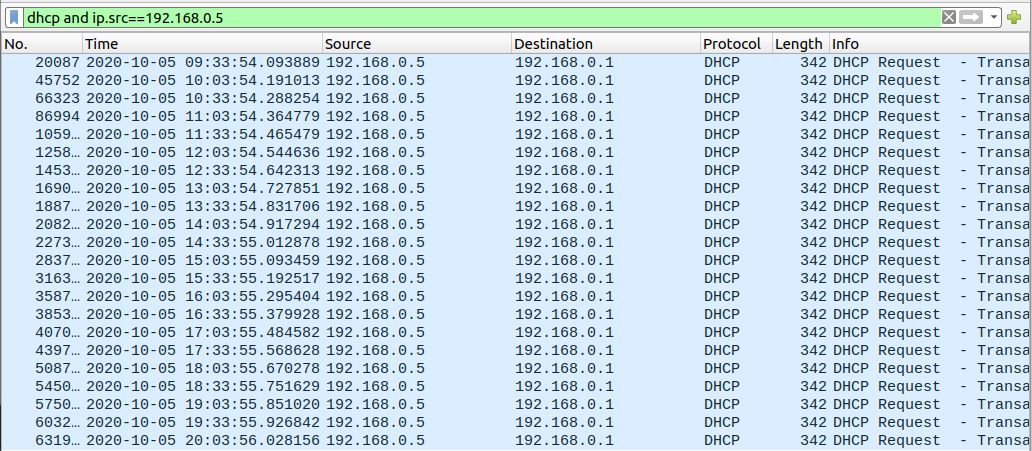 dhcp and ip.src==192.168.0.5
No. Time Source Destination Protocol Length Info
20087 2020-10-05 09:33:54.093889 192.168.0.5 192.168.0.1 DHCP 342 DHCP Request - Transa
45752 2020-10-05 10:03:54.191013 192.168.0.5 192.168.0.1 DHCP 342 DHCP Request - Transa
66323 2020-10-05 10:33:54.288254 192.168.0.5 192.168.0.1 DHCP 342 DHCP Request - Transa
86994 2020-10-05 11:03:54.364779 192.168.0.5 192.168.0.1 DHCP 342 DHCP Request - Transa
1059… 2020-10-05 11:33:54.465479 192.168.0.5 192.168.0.1 DHCP 342 DHCP Request - Transa
1258… 2020-10-05 12:03:54.544636 192.168.0.5 192.168.0.1 DHCP 342 DHCP Request - Transa
1453… 2020-10-05 12:33:54.642313 192.168.0.5 192.168.0.1 DHCP 342 DHCP Request - Transa
1690… 2020-10-05 13:03:54.727851 192.168.0.5 192.168.0.1 DHCP 342 DHCP Request - Transa
1887… 2020-10-05 13:33:54.831706 192.168.0.5 192.168.0.1 DHCP 342 DHCP Request - Transa
2082… 2020-10-05 14:03:54.917294 192.168.0.5 192.168.0.1 DHCP 342 DHCP Request - Transa
2273… 2020-10-05 14:33:55.012878 192.168.0.5 192.168.0.1 DHCP 342 DHCP Request - Transa
2837… 2020-10-05 15:03:55.093459 192.168.0.5 192.168.0.1 DHCP 342 DHCP Request - Transa
3163… 2020-10-05 15:33:55.192517 192.168.0.5 192.168.0.1 DHCP 342 DHCP Request - Transa
3587… 2020-10-05 16:03:55.295404 192.168.0.5 192.168.0.1 DHCP 342 DHCP Request - Transa
3853… 2020-10-05 16:33:55.379928 192.168.0.5 192.168.0.1 DHCP 342 DHCP Request - Transa
4070… 2020-10-05 17:03:55.484582 192.168.0.5 192.168.0.1 DHCP 342 DHCP Request - Transa
4397… 2020-10-05 17:33:55.568628 192.168.0.5 192.168.0.1 DHCP 342 DHCP Request - Transa
5087… 2020-10-05 18:03:55.670278 192.168.0.5 192.168.0.1 DHCP 342 DHCP Request - Transa
5450… 2020-10-05 18:33:55.751629 192.168.0.5 192.168.0.1 DHCP 342 DHCP Request - Transa
5750… 2020-10-05 19:03:55.851020 192.168.0.5 192.168.0.1 DHCP 342 DHCP Request - Transa
6032… 2020-10-05 19:33:55.926842 192.168.0.5 192.168.0.1 DHCP 342 DHCP Request - Transa
6319… 2020-10-05 20:03:56.028156 192.168.0.5 192.168.0.1 DHCP 342 DHCP Request - Transa